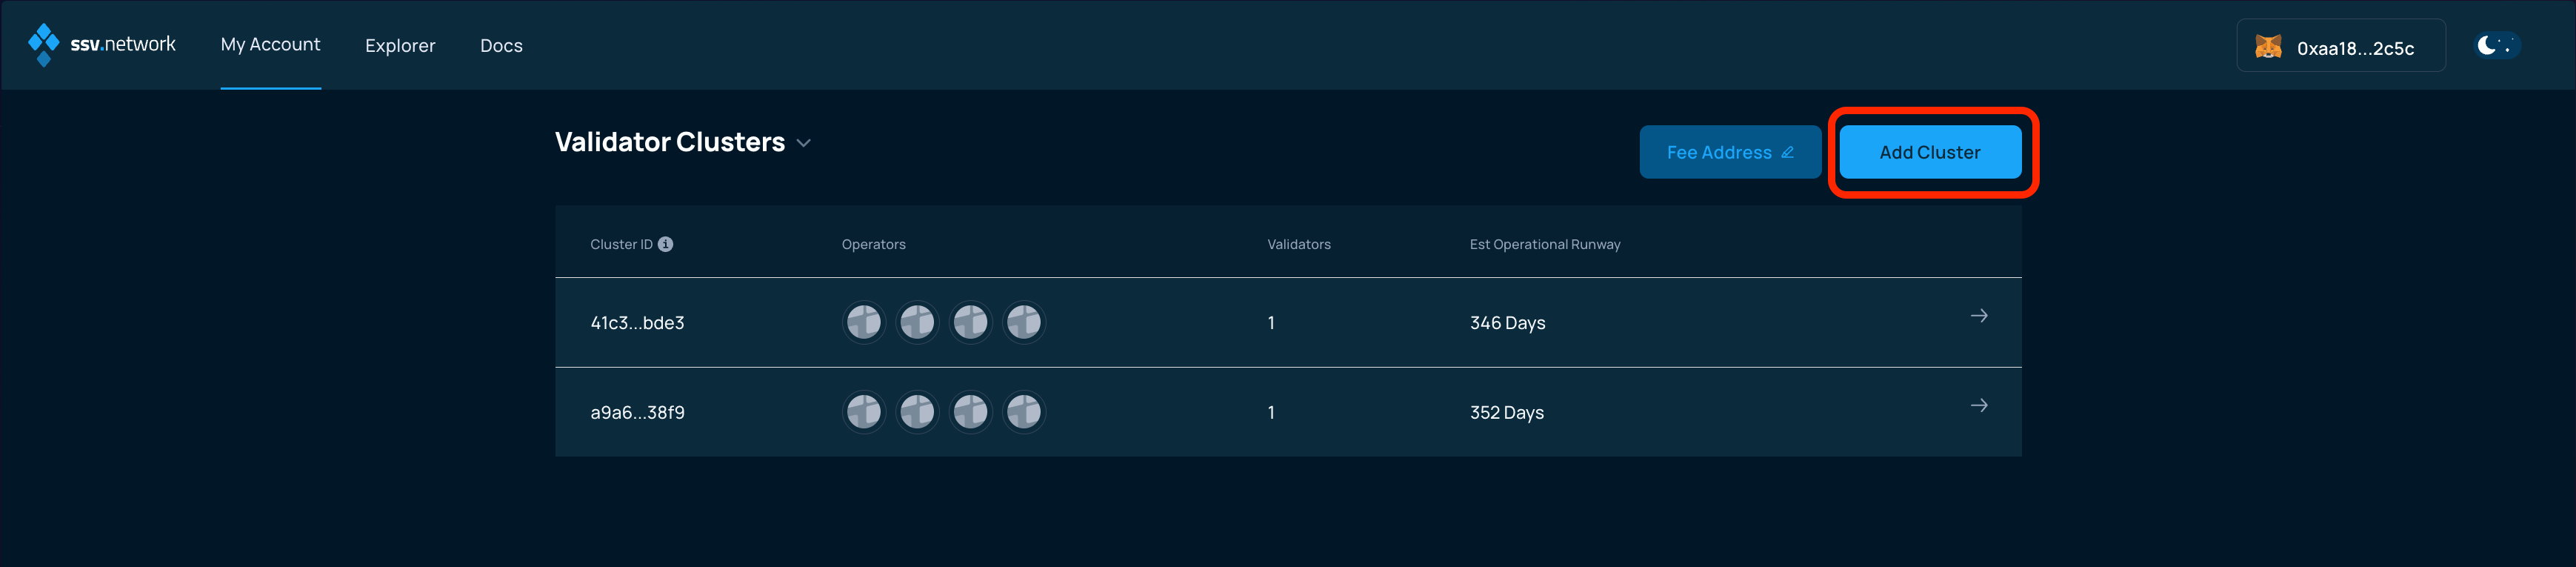 ssv.network My Account Explorer Docs 0xaa18...2c5c
Validator Clusters Fee Address Add Cluster
Cluster ID Operators Validators Est Operational Runway
41c3...bde3 1 346 Days
a9a6...38f9 1 352 Days